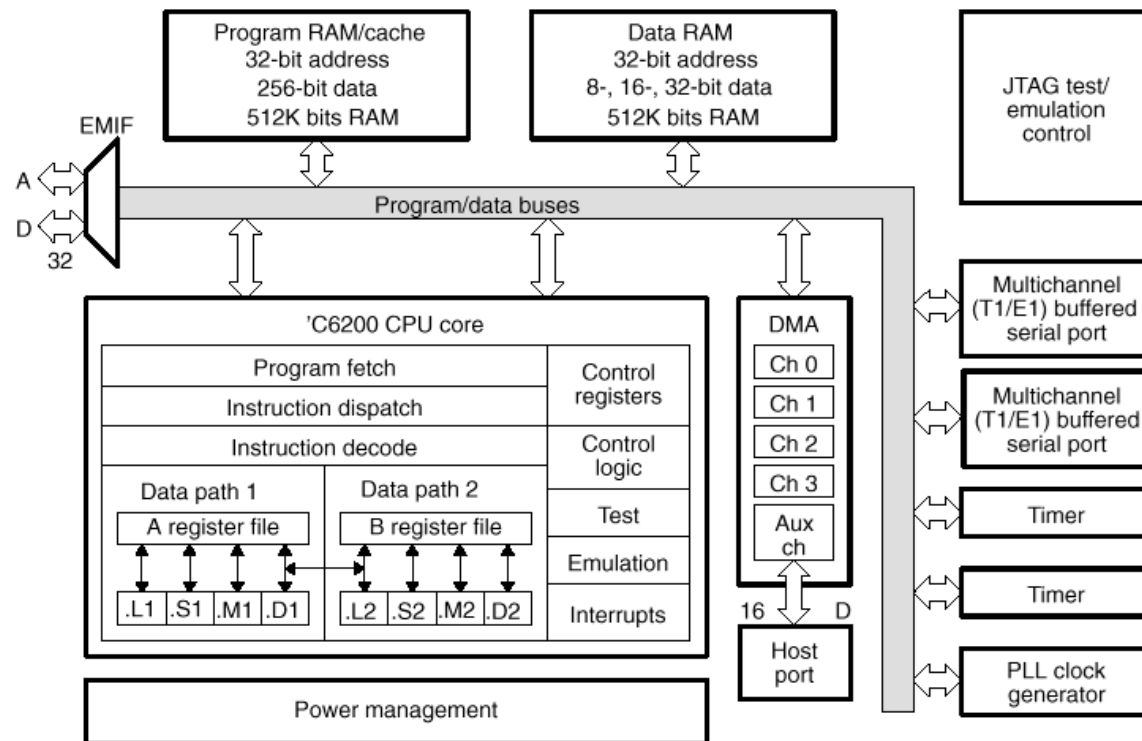 Program RAM/cache
32-bit address
256-bit data
512K bits RAM
Data RAM
32-bit address
8-, 16-, 32-bit data
512K bits RAM
JTAG test/
emulation
control
EMIF
A
D
32
Program/data buses
'C6200 CPU core
Program fetch
Instruction dispatch
Instruction decode
Data path 1
A register file
.L1 .S1 .M1 .D1
Data path 2
B register file
.L2 .S2 .M2 .D2
Control
registers
Control
logic
Test
Emulation
Interrupts
DMA
Ch 0
Ch 1
Ch 2
Ch 3
Aux
ch
16 D
Host
port
Multichannel
(T1/E1) buffered
serial port
Multichannel
(T1/E1) buffered
serial port
Timer
Timer
PLL clock
generator
Power management